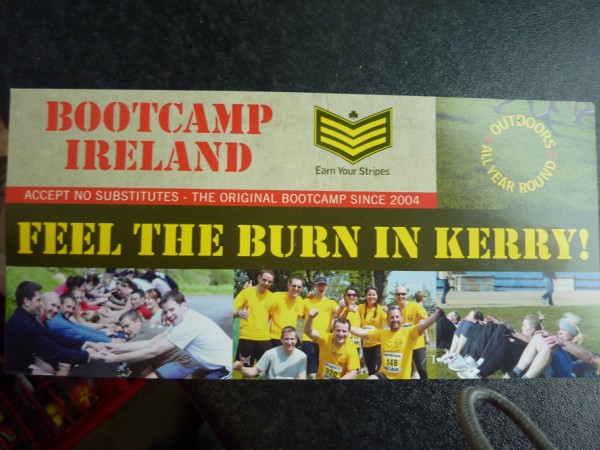 BOOTCAMP
IRELAND
Earn Your Stripes
OUTDOORS
ALL YEAR ROUND
ACCEPT NO SUBSTITUTES - THE ORIGINAL BOOTCAMP SINCE 2004
FEEL THE BURN IN KERRY!
148